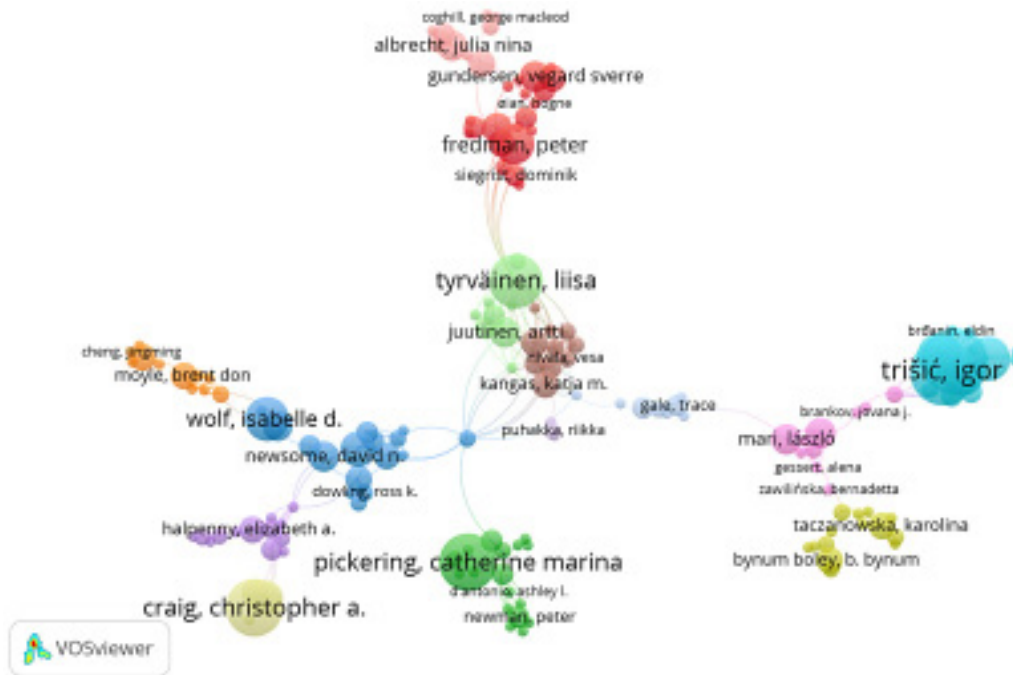 coghill, george macleod
albrecht, julia nina
gundersen, vegard sverre
fredman, peter
siegrist, dominik
tyrväinen, liisa
juutinen, artti
kangas, katja m.
cheng, jingming
moyle, brent don
brđanin, eldin
trišić, igor
wolf, isabelle d.
gale, trace
brankov, jovana j.
puhakka, riikka
mari, lászló
newsome, david n.
gessert, alena
dowling, ross k.
zawilińska, bernadetta
halpenny, elizabeth a.
taczanowska, karolina
pickering, catherine marina
bynum boley, b. bynum
d'antonio, ashley l.
craig, christopher a.
newman, peter
VOSviewer